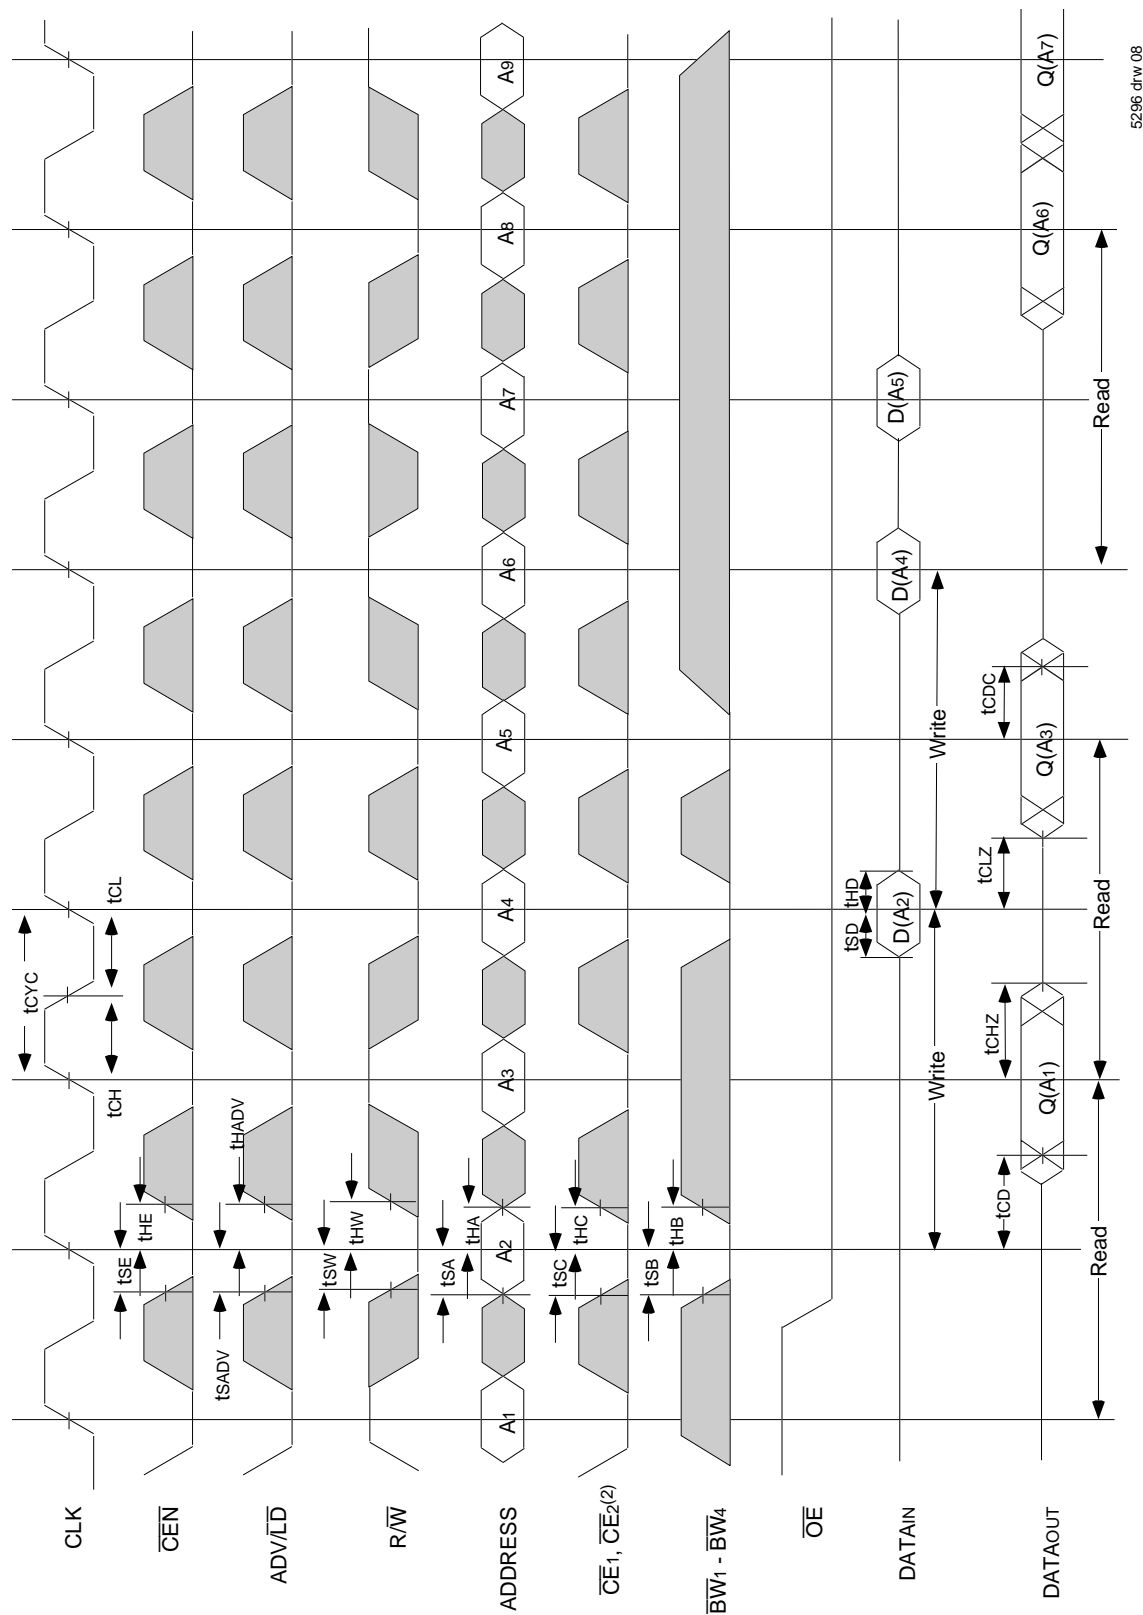 tCYC
tCH
tCL
CLK
tSE
tHE
CEN
tSADV
tHADV
ADV/LD
tSW
tHW
R/W
tSA
tHA
ADDRESS
A1
A2
A3
A4
A5
A6
A7
A8
A9
tSC
tHC
CE1, CE2(2)
tSB
tHB
BW1 - BW4
OE
tSD
tHD
DATAIN
D(A2)
D(A4)
D(A5)
Write
Write
tCD
tCHZ
tCLZ
tCDC
DATAOUT
Q(A1)
Q(A3)
Q(A6)
Q(A7)
Read
Read
Read
5296 drw 08